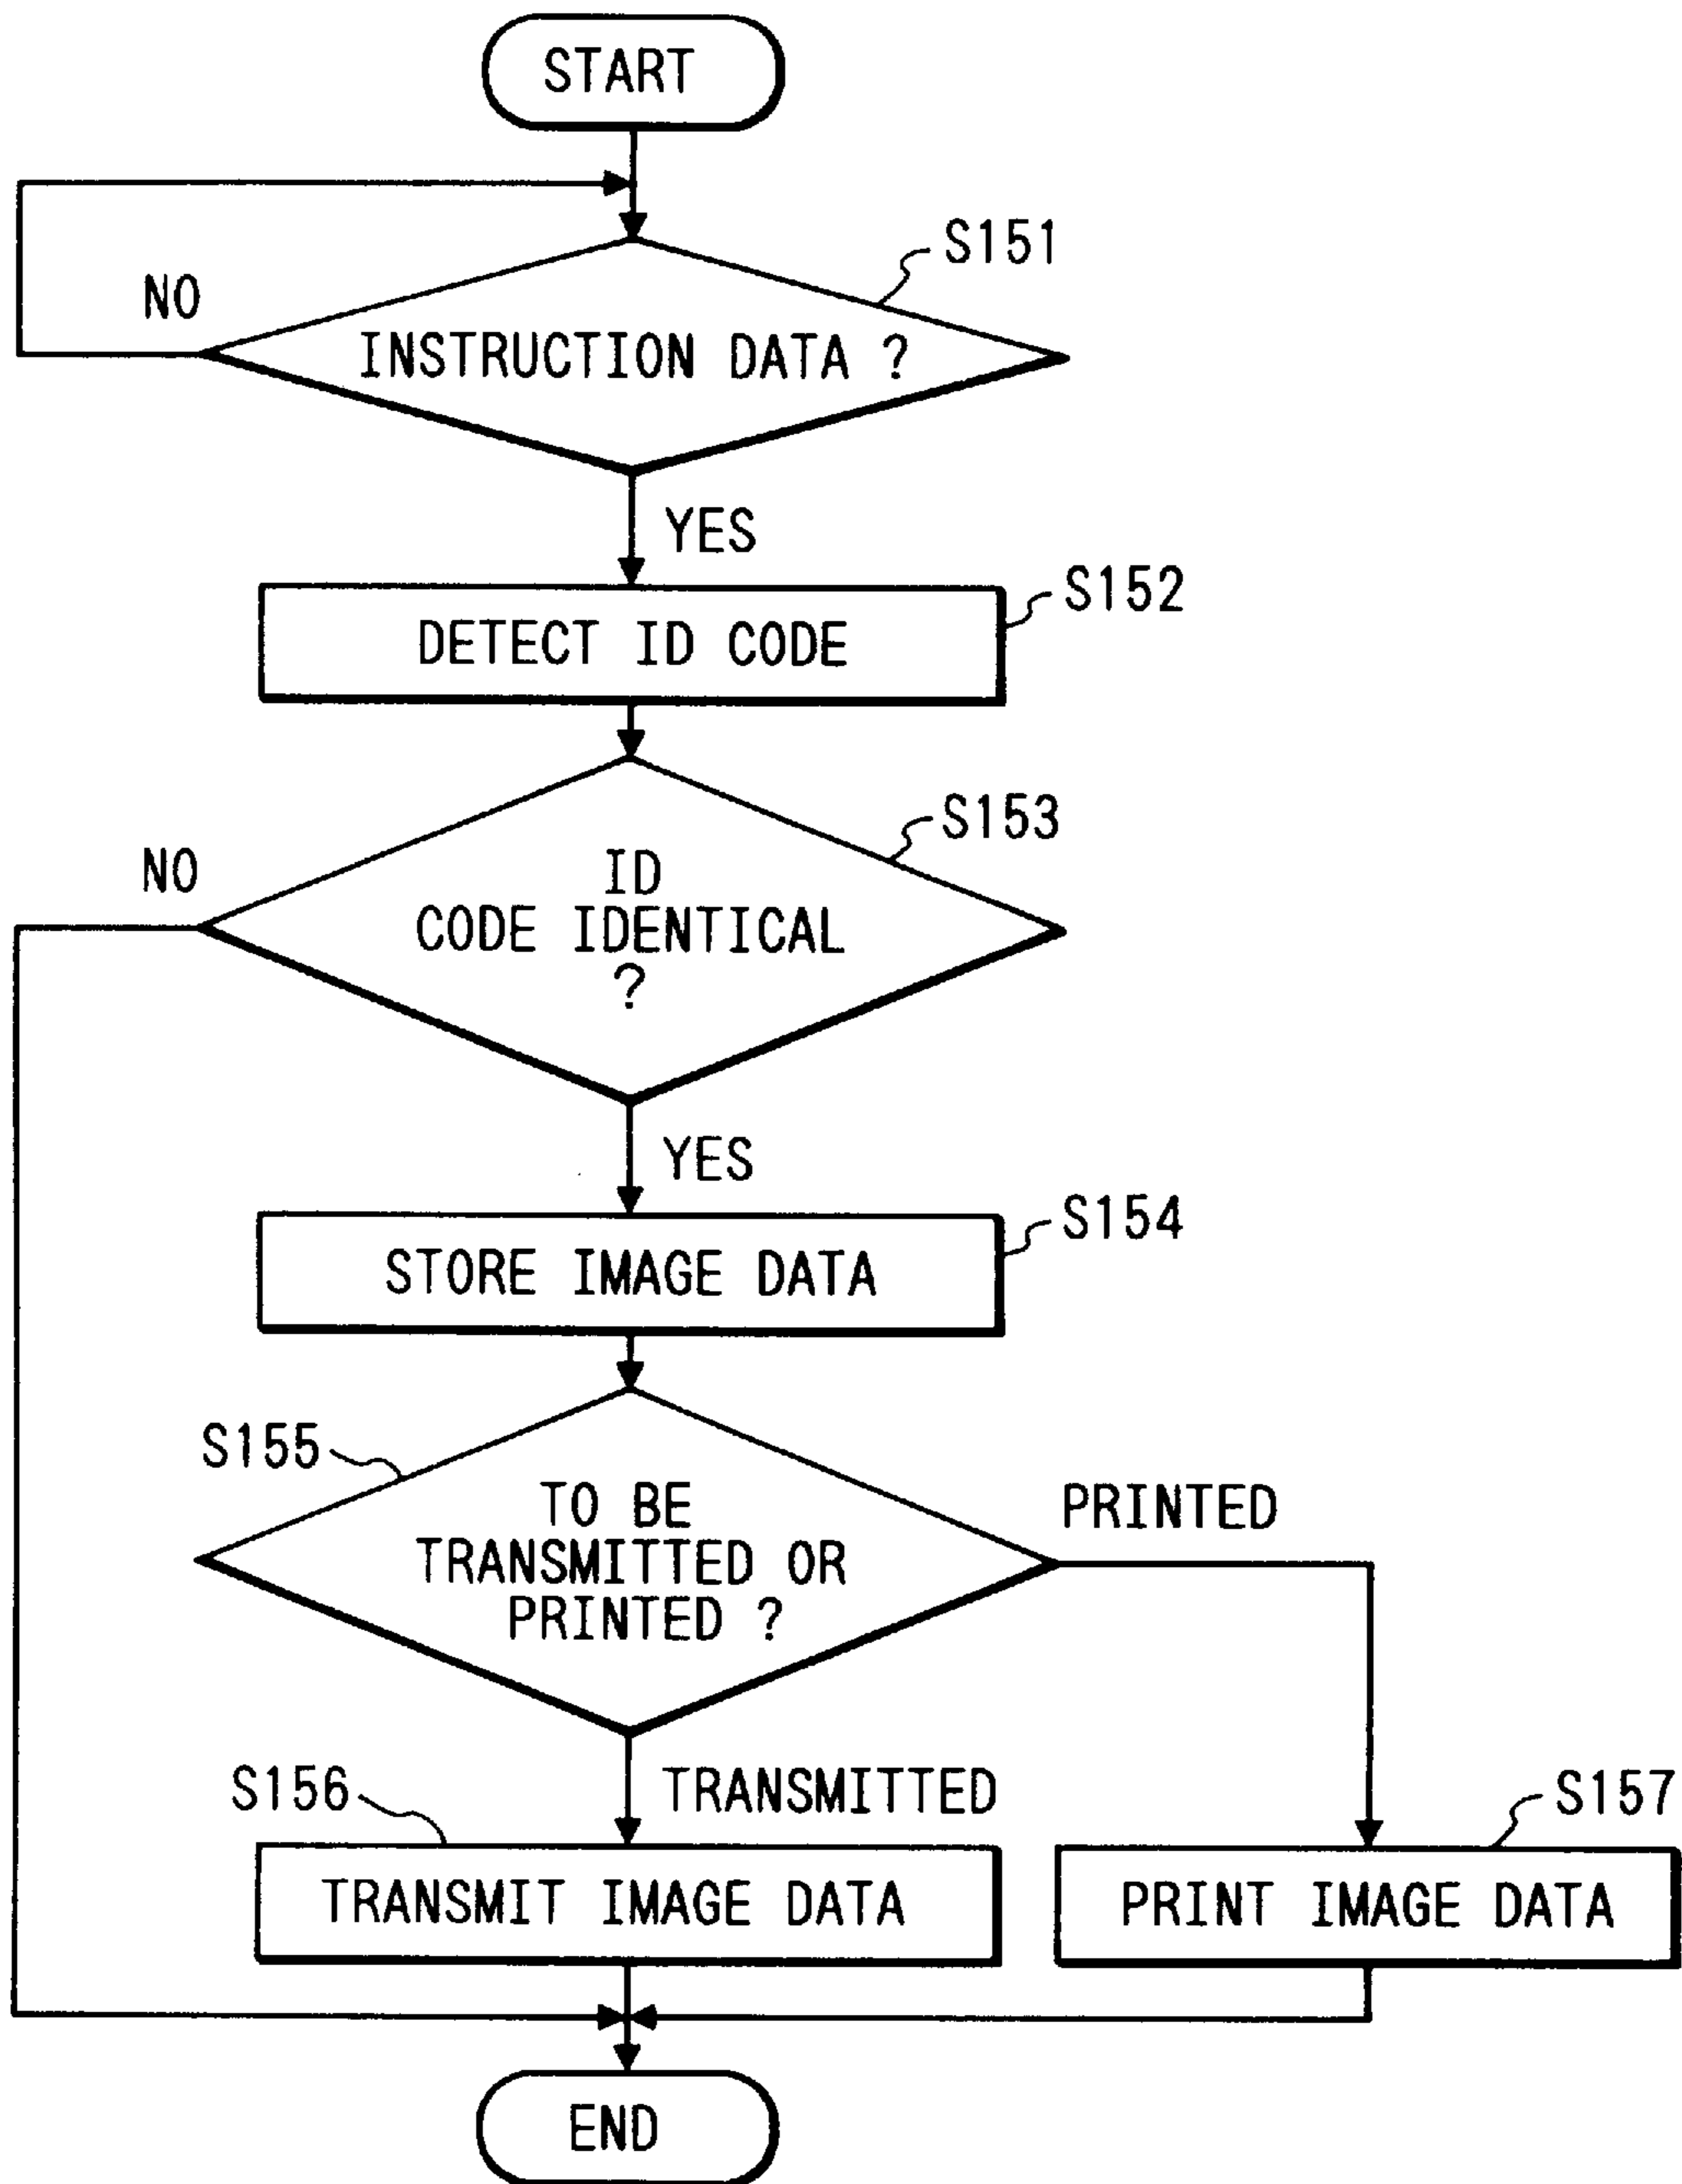 START
S151
NO
INSTRUCTION DATA ?
YES
S152
DETECT ID CODE
S153
NO
ID
CODE IDENTICAL
?
YES
S154
STORE IMAGE DATA
S155
TO BE
TRANSMITTED OR
PRINTED ?
PRINTED
S156
TRANSMITTED
S157
TRANSMIT IMAGE DATA
PRINT IMAGE DATA
END